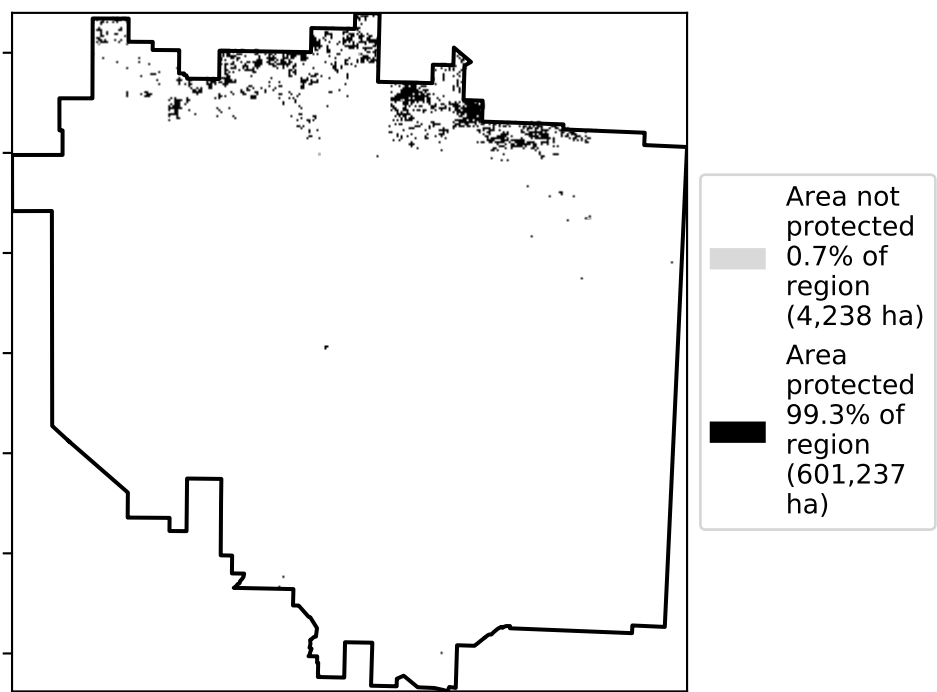 Area not
protected
0.7% of
region
(4,238 ha)
Area
protected
99.3% of
region
(601,237
ha)